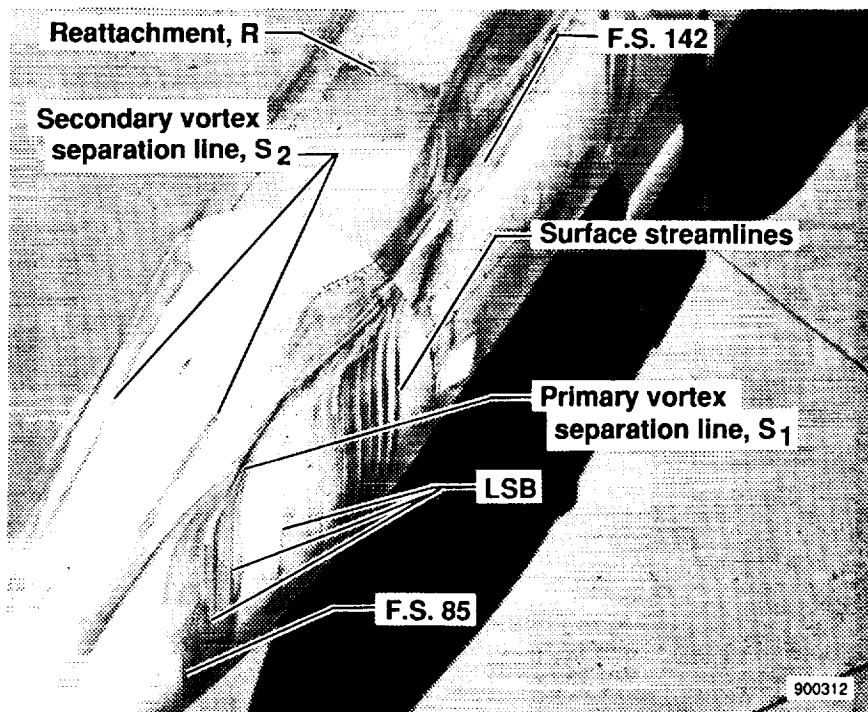 Reattachment, R
F.S. 142
Secondary vortex
separation line, S2
Surface streamlines
Primary vortex
separation line, S1
LSB
F.S. 85
900312